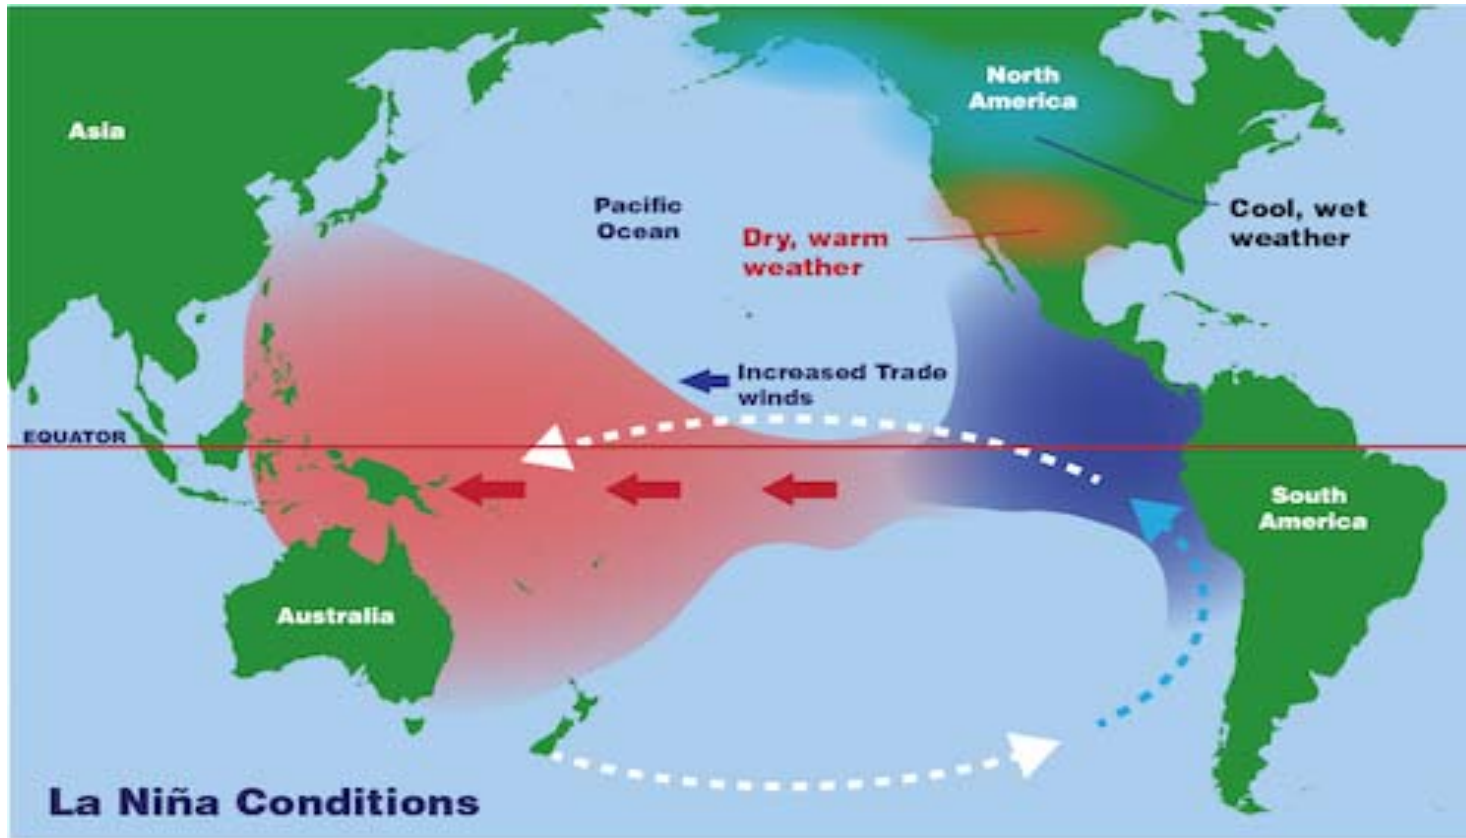 North
America
Asia
Pacific
Ocean
Cool, wet
weather
Dry, warm
weather
Increased Trade
winds
EQUATOR
South
America
Australia
La Niña Conditions